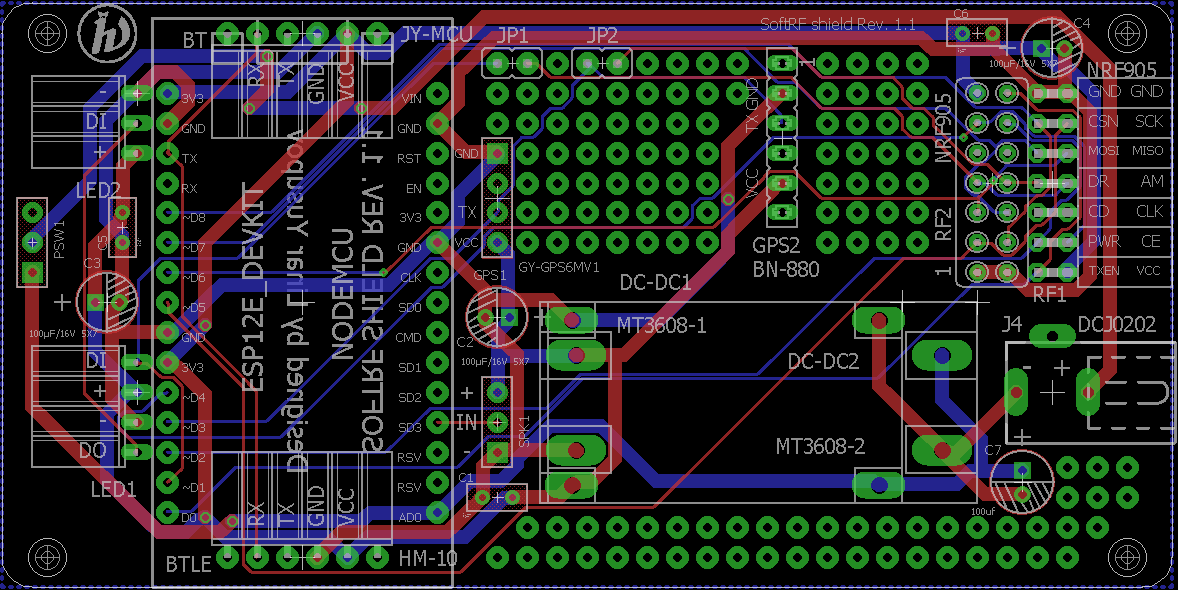 SoftRF shield Rev. 1.1
C6
C4
100µF/16V 5X7
BT
JY-MCU
JP1
JP2
1
NRF905
RX
TX
GND
VCC
3V3
GND
TX
RX
~D8
~D7
~D6
~D5
GND
3V3
~D4
~D3
~D2
~D1
D0
VIN
GND
RST
EN
3V3
GND
CLK
SD0
CMD
SD1
SD2
SD3
RSV
RSV
AD0
-
DI
+
LED2
PSW1
C5
C3
+
100µF/16V 5X7
DI
+
-
DO
LED1
ESP12E_DEVKIT
Designed by Linar Yusupov
NODEMCU
SOFTRF SHIELD REV. 1.1
GND
TX
VCC
GPS1
GY-GPS6MV1
TX
GND
VCC
GPS2
BN-880
NRF905
RF2
1
GND GND
CSN SCK
MOSI MISO
DR AM
CD CLK
PWR CE
TXEN VCC
RF1
C2
+
100µF/16V 5X7
DC-DC1
MT3608-1
DC-DC2
MT3608-2
J4
DCJ0202
-
+
+
IN
-
SPK1
C1
C7
+
100uF
RX
TX
GND
VCC
BTLE
HM-10